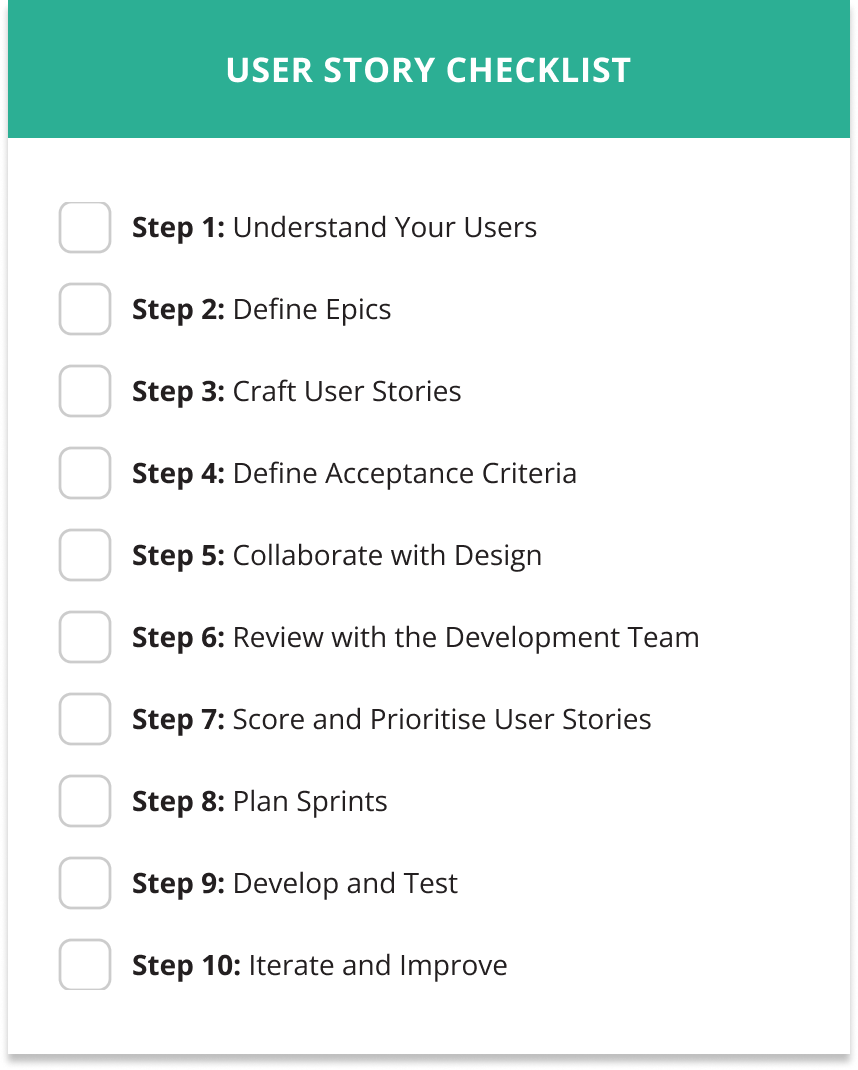 USER STORY CHECKLIST
Step 1: Understand Your Users
Step 2: Define Epics
Step 3: Craft User Stories
Step 4: Define Acceptance Criteria
Step 5: Collaborate with Design
Step 6: Review with the Development Team
Step 7: Score and Prioritise User Stories
Step 8: Plan Sprints
Step 9: Develop and Test
Step 10: Iterate and Improve